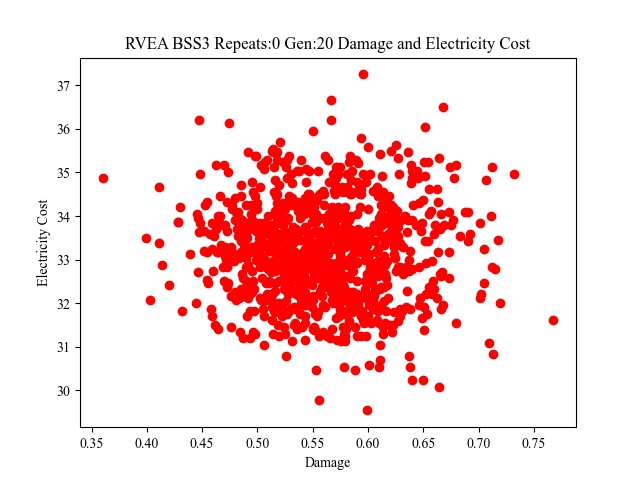 RVEA BSS3 Repeats:0 Gen:20 Damage and Electricity Cost
37
36
35
34
33
32
31
30
Electricity Cost
0.35 0.40 0.45 0.50 0.55 0.60 0.65 0.70 0.75
Damage